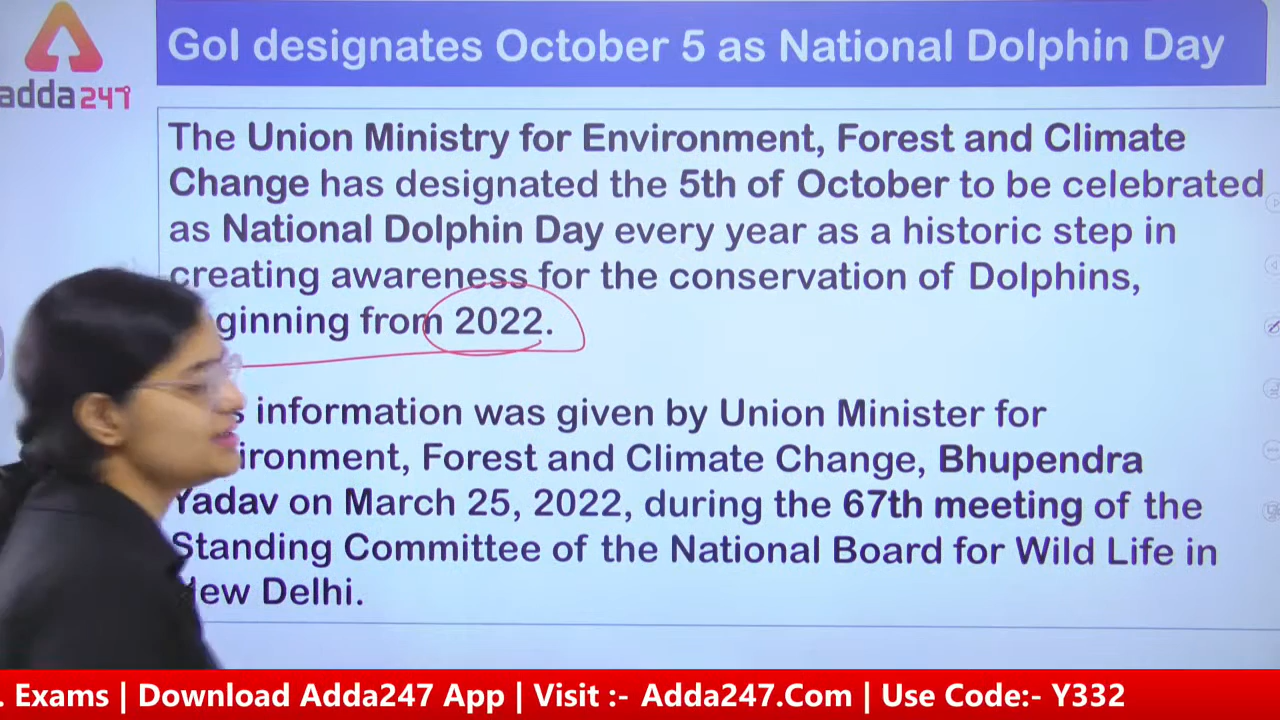 GoI designates October 5 as National Dolphin Day
adda247
The Union Ministry for Environment, Forest and Climate
Change has designated the 5th of October to be celebrated
as National Dolphin Day every year as a historic step in
creating awareness for the conservation of Dolphins,
ginning from 2022.
information was given by Union Minister for
ironment, Forest and Climate Change, Bhupendra
Yadav on March 25, 2022, during the 67th meeting of the
Standing Committee of the National Board for Wild Life in
New Delhi.
. Exams | Download Adda247 App | Visit :- Adda247.Com | Use Code:- Y332